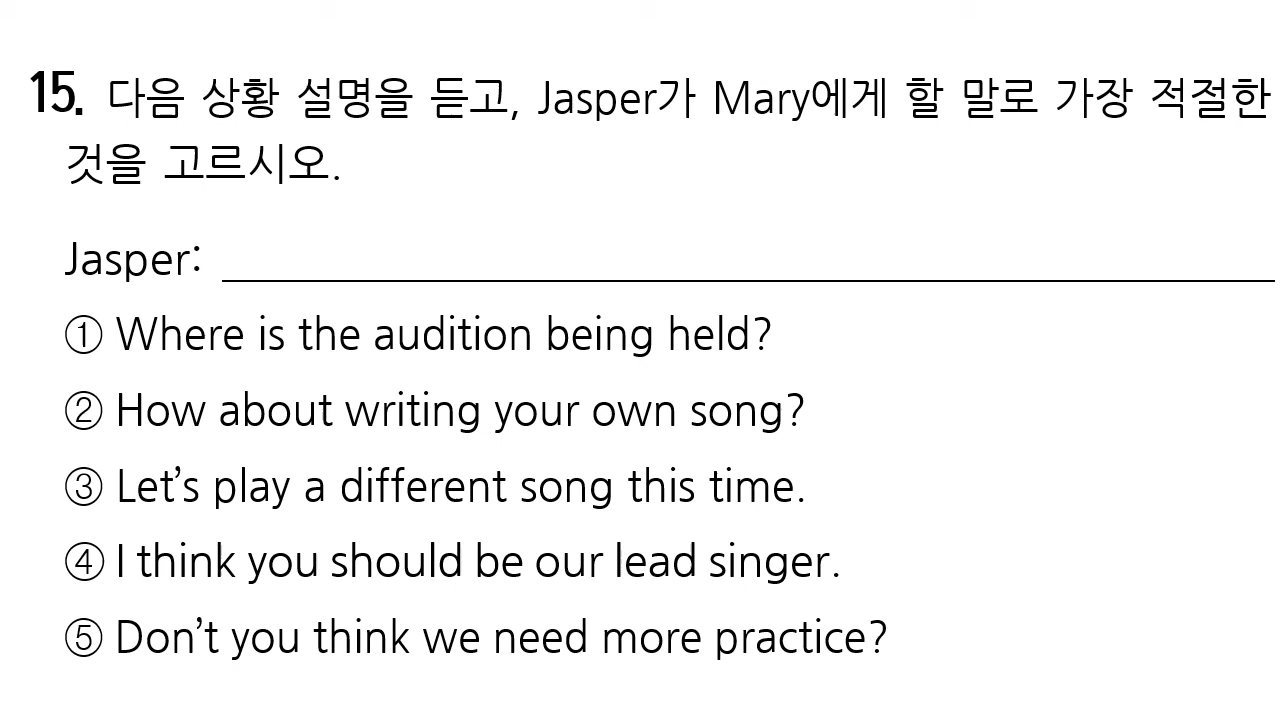 15. 다음 상황 설명을 듣고, Jasper가 Mary에게 할 말로 가장 적절한
것을 고르시오.
Jasper: ____________________
① Where is the audition being held?
② How about writing your own song?
③ Let’s play a different song this time.
④ I think you should be our lead singer.
⑤ Don’t you think we need more practice?